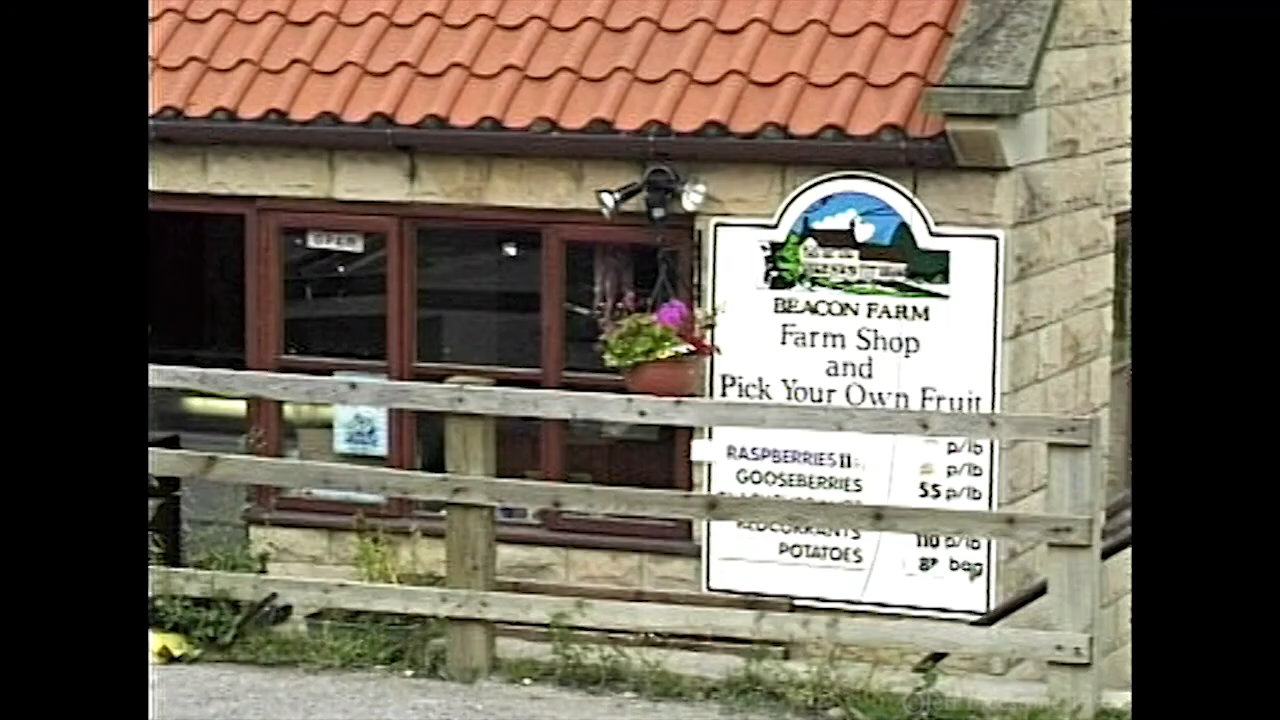 OPEN
BEACON FARM
Farm Shop
and
Pick Your Own Fruit
p/lb
RASPBERRIES p/lb
GOOSEBERRIES 55 p/lb
REDCURRANTS 110 p/lb
POTATOES bag